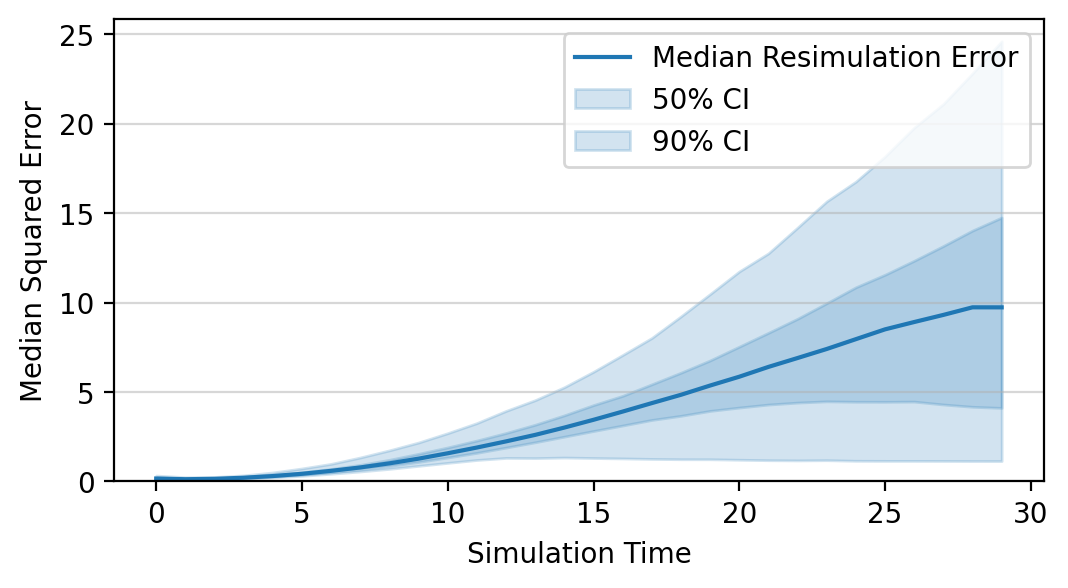 Median Squared Error
25
20
15
10
5
0
Median Resimulation Error
50% CI
90% CI
0 5 10 15 20 25 30
Simulation Time